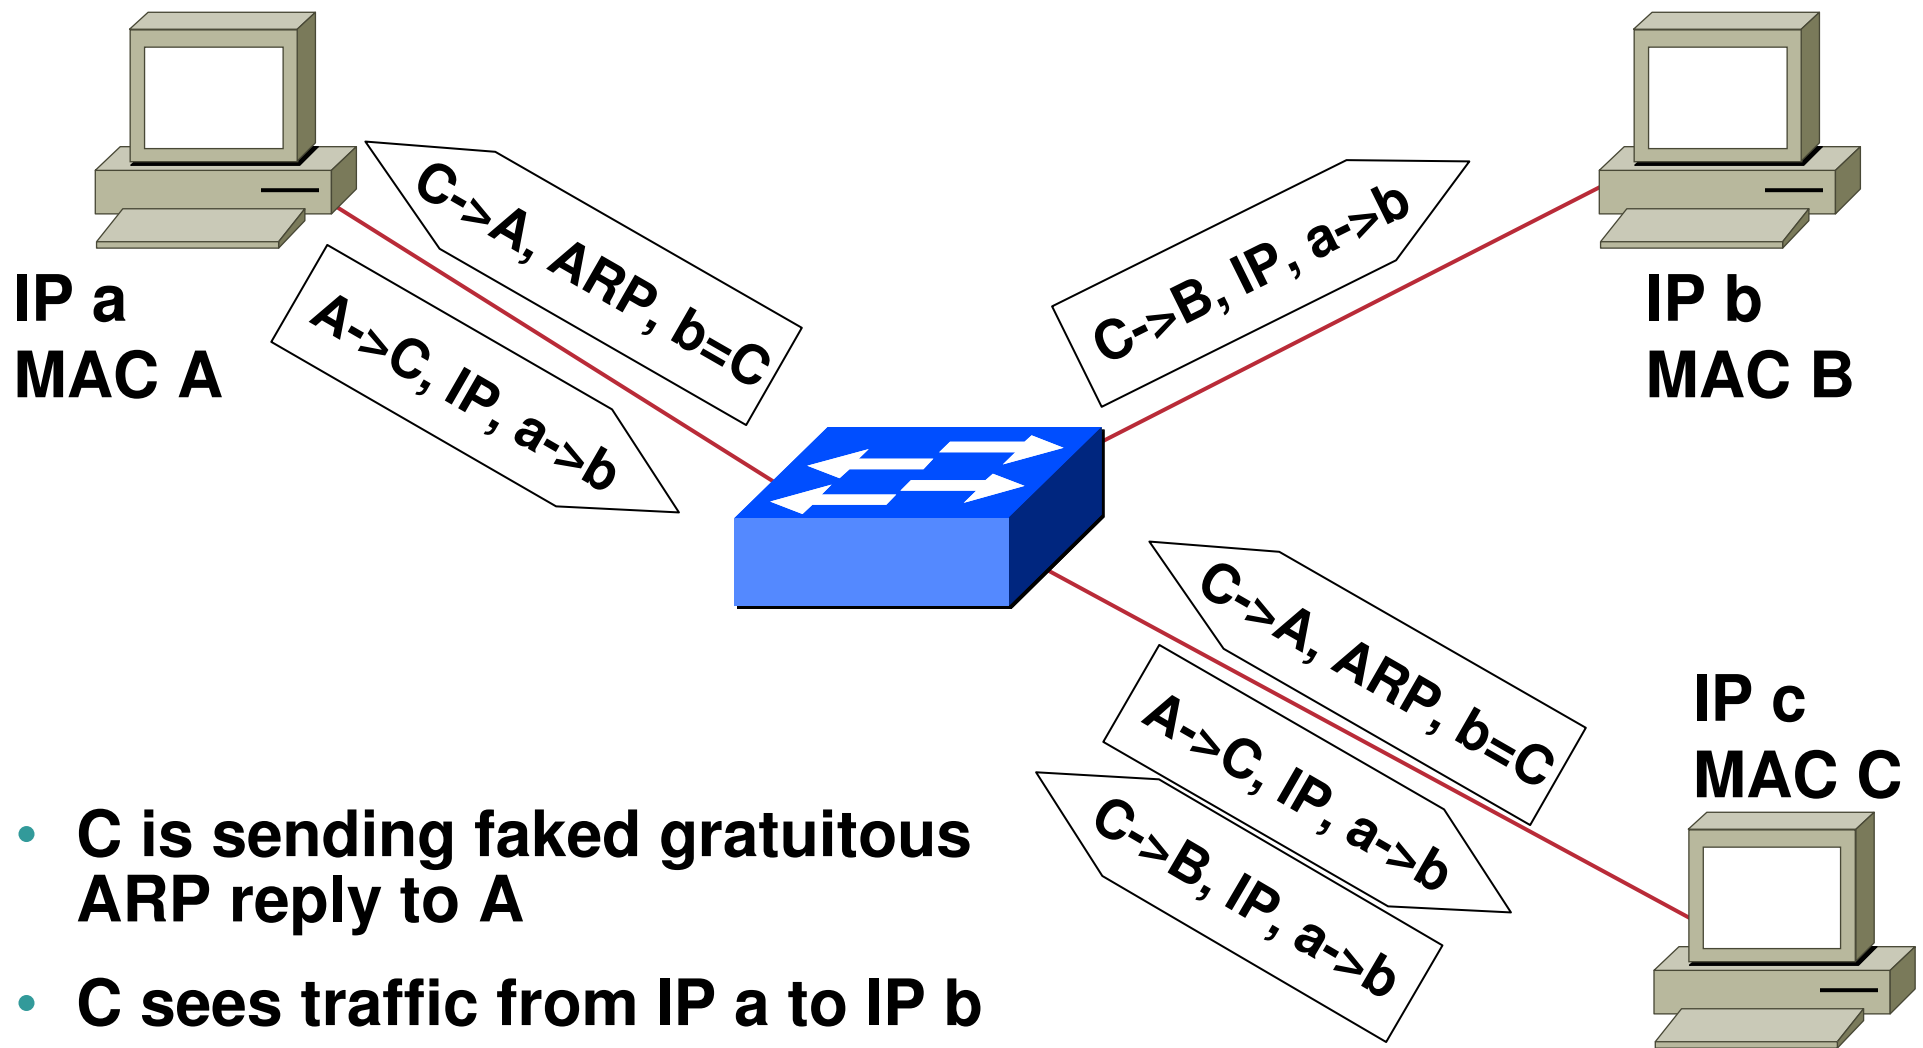 C->A, ARP, b=C
A->C, IP, a->b
C->B, IP, a->b
IP a
MAC A
IP b
MAC B
C->A, ARP, b=C
A->C, IP, a->b
C->B, IP, a->b
IP c
MAC C
• C is sending faked gratuitous
ARP reply to A
• C sees traffic from IP a to IP b